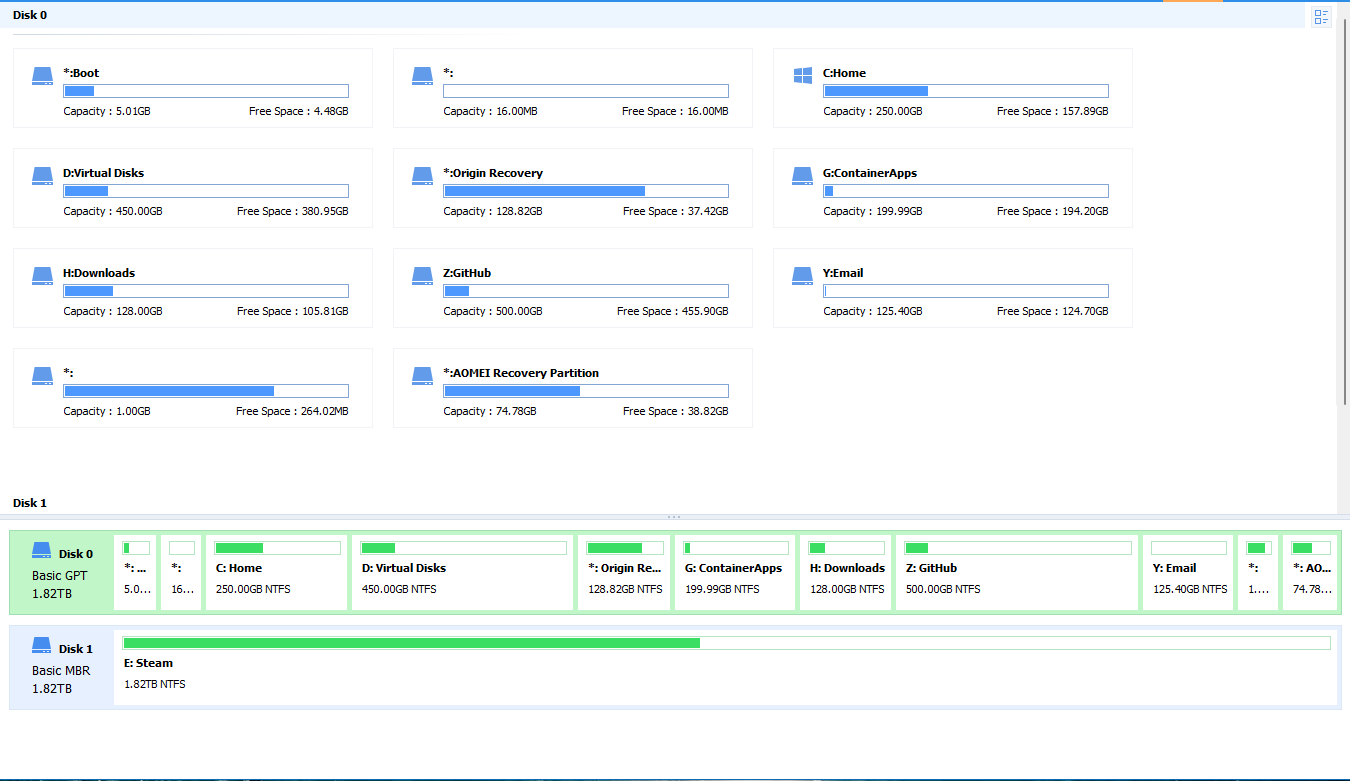 Disk 0
*:Boot
Capacity : 5.01GB Free Space : 4.48GB
*:
Capacity : 16.00MB Free Space : 16.00MB
C:Home
Capacity : 250.00GB Free Space : 157.89GB
D:Virtual Disks
Capacity : 450.00GB Free Space : 380.95GB
*:Origin Recovery
Capacity : 128.82GB Free Space : 37.42GB
G:ContainerApps
Capacity : 199.99GB Free Space : 194.20GB
H:Downloads
Capacity : 128.00GB Free Space : 105.81GB
Z:GitHub
Capacity : 500.00GB Free Space : 455.90GB
Y:Email
Capacity : 125.40GB Free Space : 124.70GB
*:
Capacity : 1.00GB Free Space : 264.02MB
*:AOMEI Recovery Partition
Capacity : 74.78GB Free Space : 38.82GB
Disk 1
Disk 0
Basic GPT
1.82TB
*: ...
5.0...
*:
16...
C: Home
250.00GB NTFS
D: Virtual Disks
450.00GB NTFS
*: Origin Re...
128.82GB NTFS
G: ContainerApps
199.99GB NTFS
H: Downloads
128.00GB NTFS
Z: GitHub
500.00GB NTFS
Y: Email
125.40GB NTFS
*:
1....
*: AO...
74.78...
Disk 1
Basic MBR
1.82TB
E: Steam
1.82TB NTFS